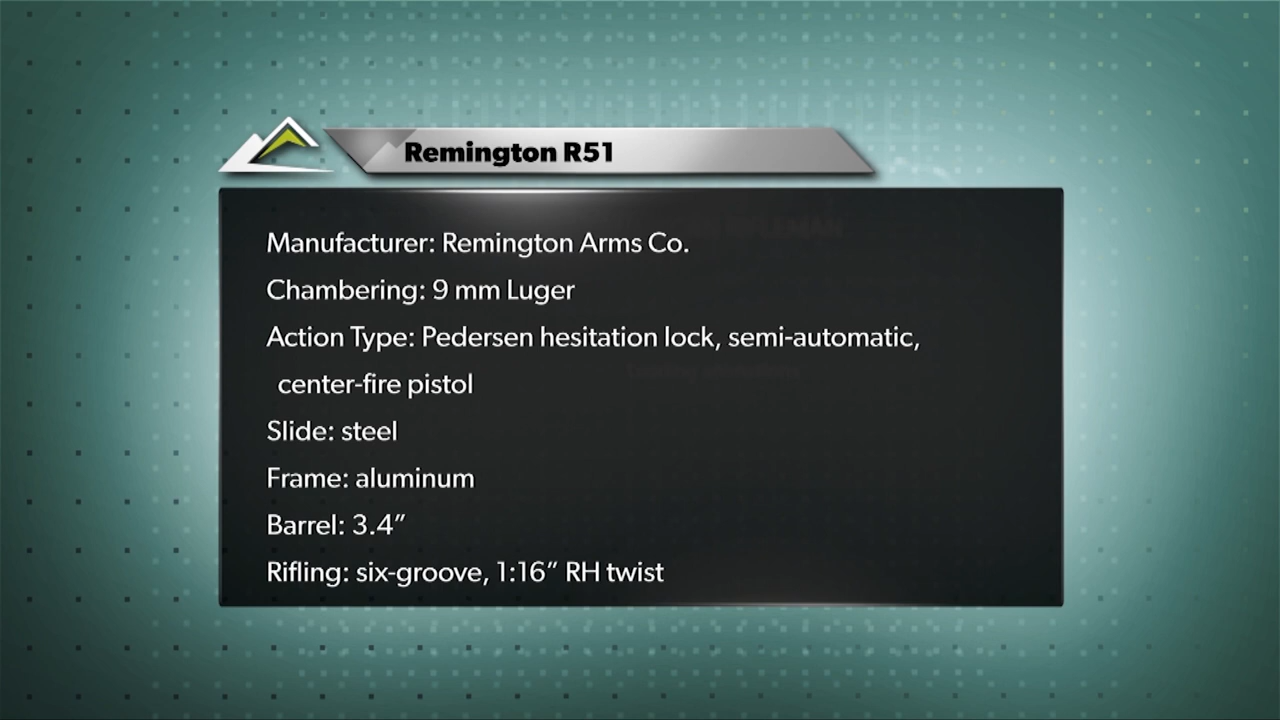 Remington R51
Manufacturer: Remington Arms Co.
Chambering: 9 mm Luger
Action Type: Pedersen hesitation lock, semi-automatic,
center-fire pistol
Slide: steel
Frame: aluminum
Barrel: 3.4”
Rifling: six-groove, 1:16” RH twist